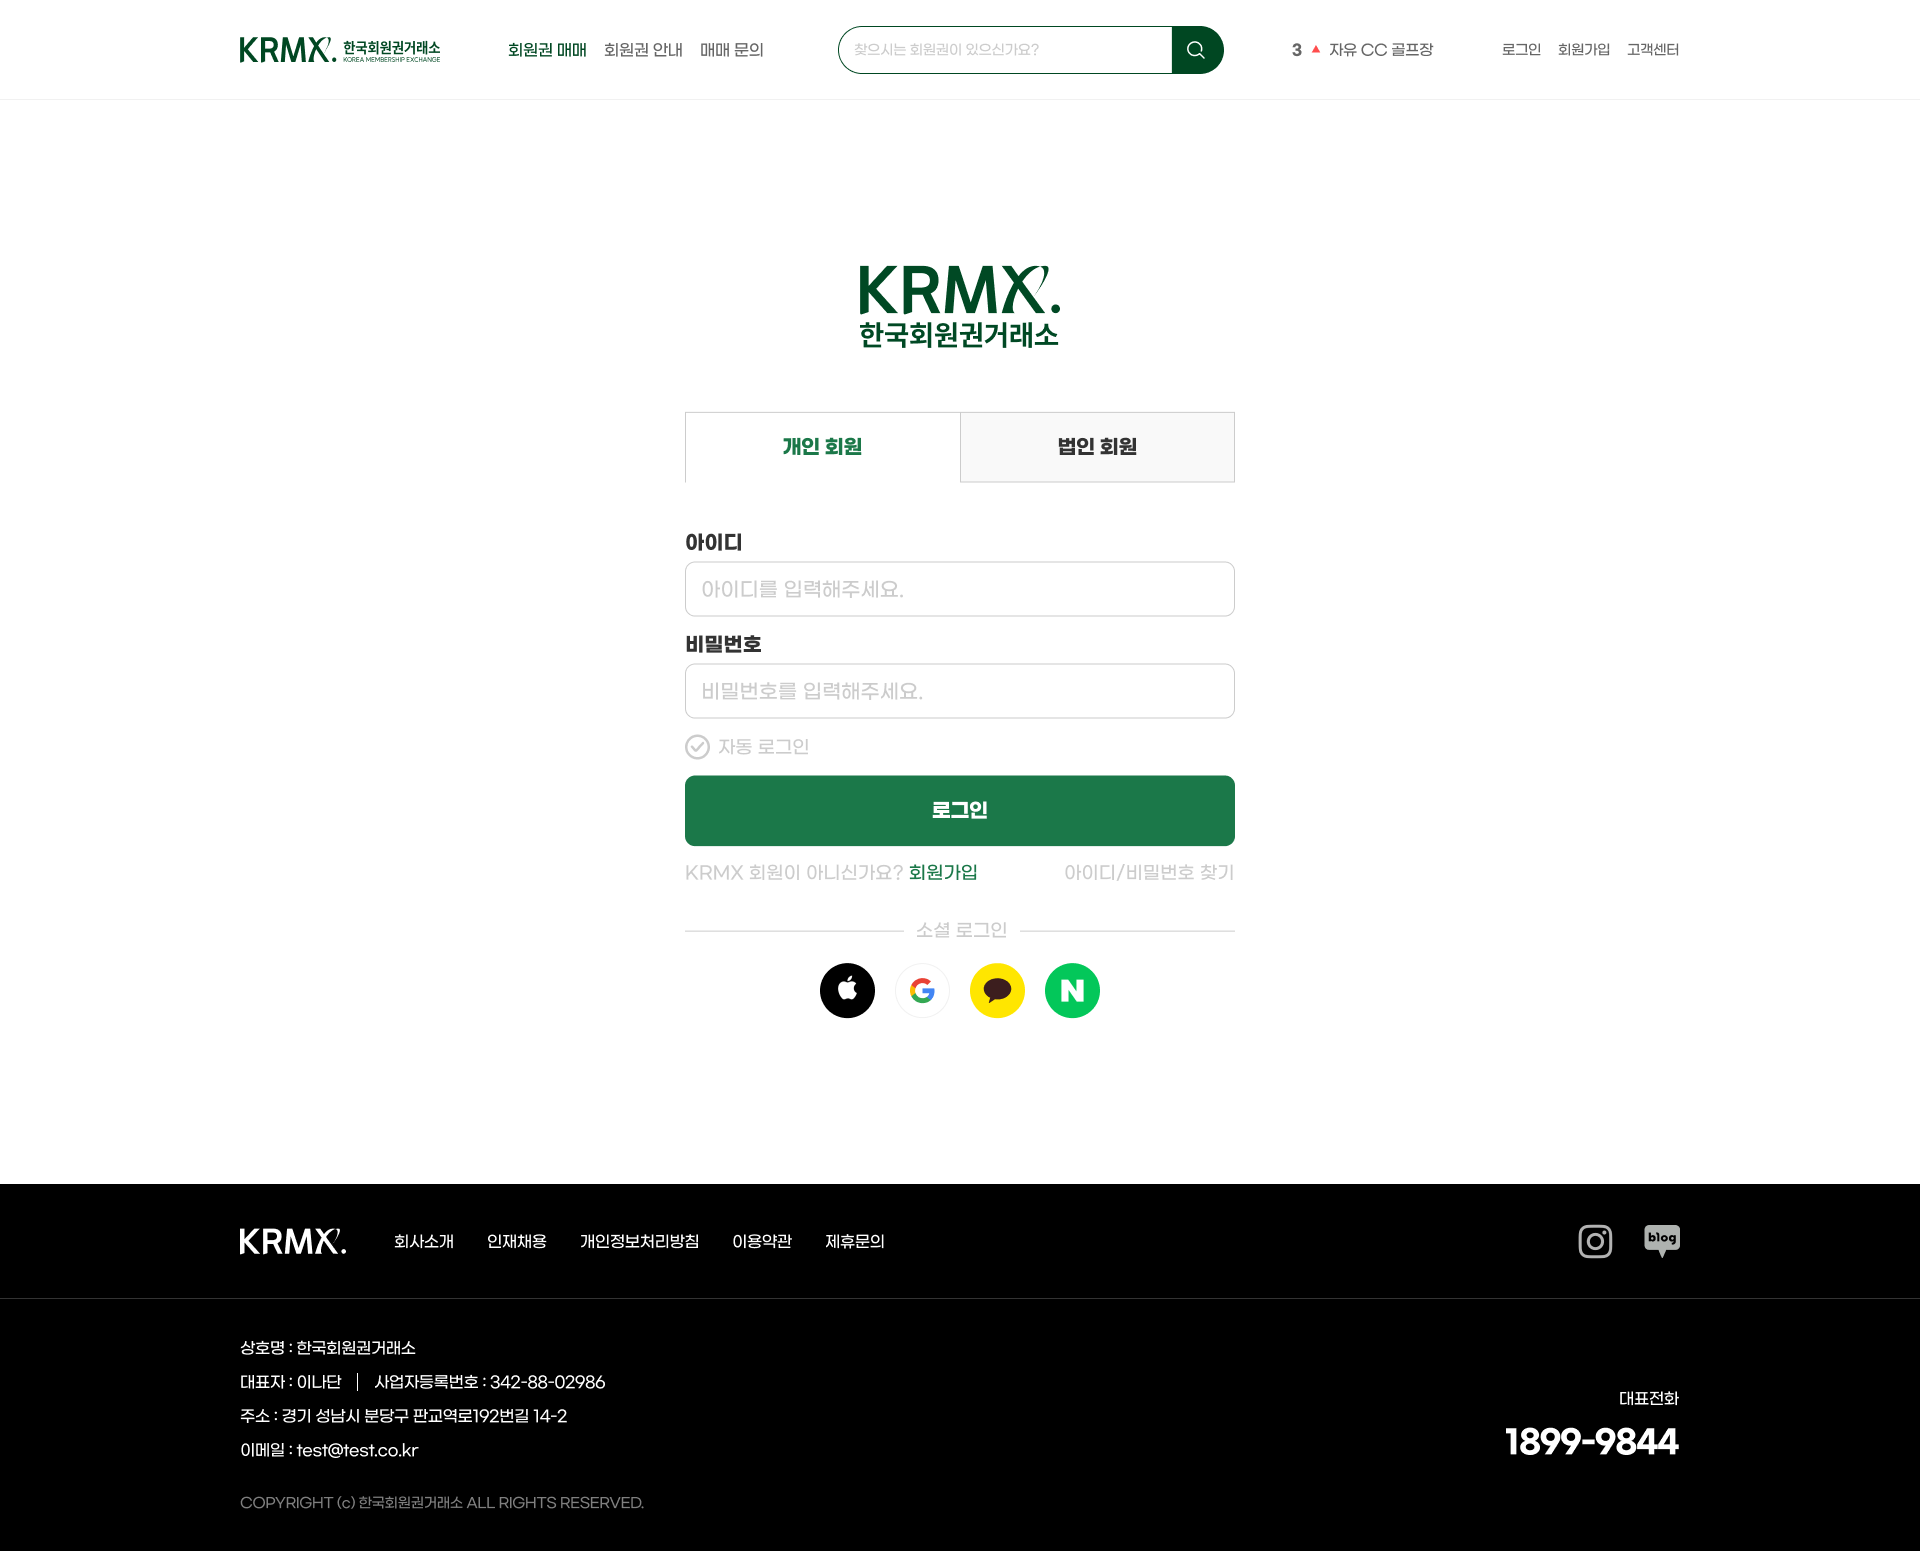 KRMX. 한국회원권거래소
KOREA MEMBERSHIP EXCHANGE
회원권 매매 회원권 안내 매매 문의
찾으시는 회원권이 있으신가요?
3 자유 CC 골프장
로그인 회원가입 고객센터
KRMX.
한국회원권거래소
개인 회원 법인 회원
아이디
아이디를 입력해주세요.
비밀번호
비밀번호를 입력해주세요.
자동 로그인
로그인
KRMX 회원이 아니신가요? 회원가입 아이디/비밀번호 찾기
소셜 로그인
N
KRMX. 회사소개 인재채용 개인정보처리방침 이용약관 제휴문의 blog
상호명 : 한국회원권거래소
대표자 : 이나단 | 사업자등록번호 : 342-88-02986
주소 : 경기 성남시 분당구 판교역로192번길 14-2
이메일 : test@test.co.kr
대표전화
1899-9844
COPYRIGHT (c) 한국회원권거래소 ALL RIGHTS RESERVED.